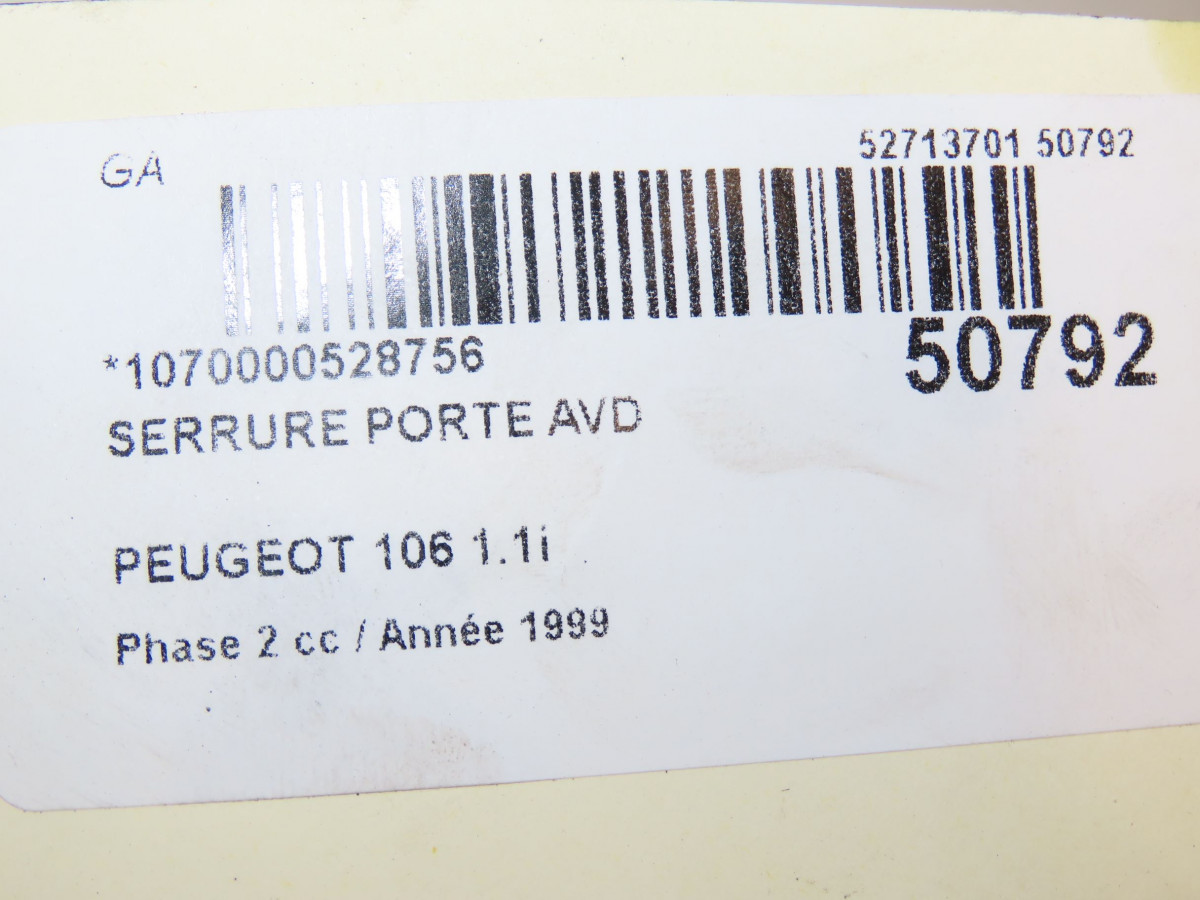 GA
52713701 50792
*1070000528756
50792
SERRURE PORTE AVD
PEUGEOT 106 1.1i
Phase 2 cc / Année 1999